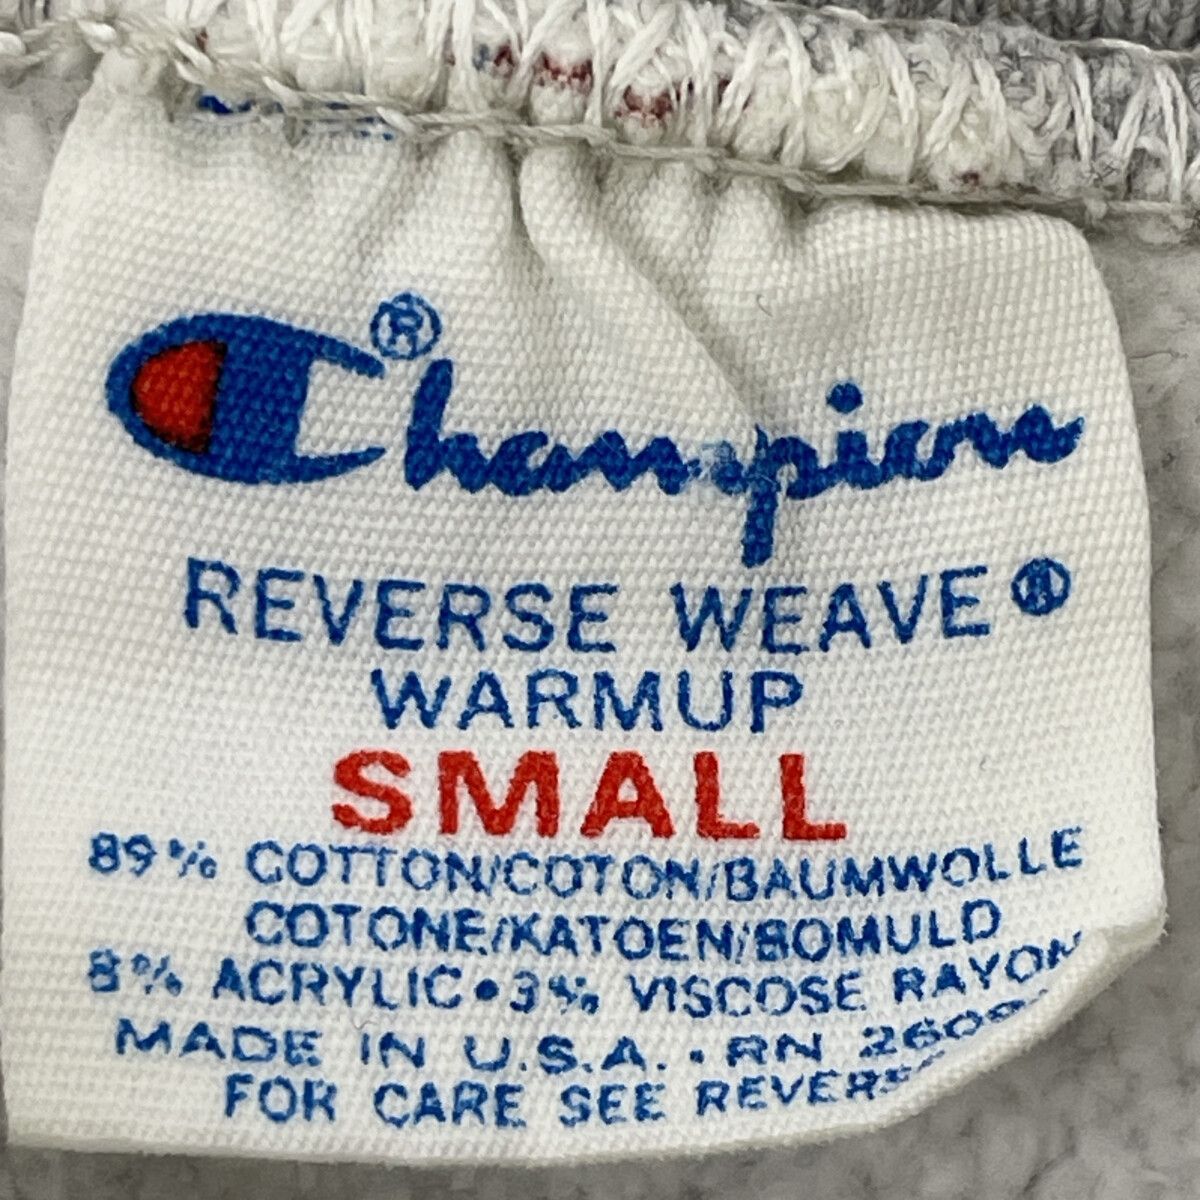 Champion®
REVERSE WEAVE®
WARMUP
SMALL
89% COTTON/COTON/BAUMWOLLE
COTONE/KATOEN/BOMULD
8% ACRYLIC • 3% VISCOSE RAYON
MADE IN U.S.A. • RN
FOR CARE SEE REVERSE